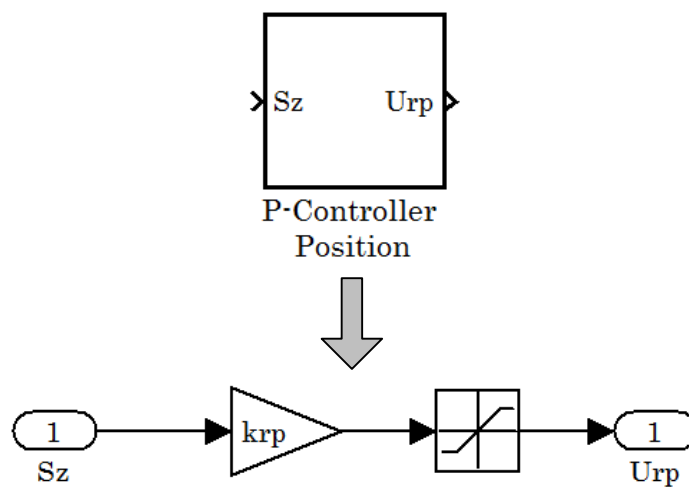 Sz
Urp
P-Controller
Position
1
krp
1
Sz
Urp